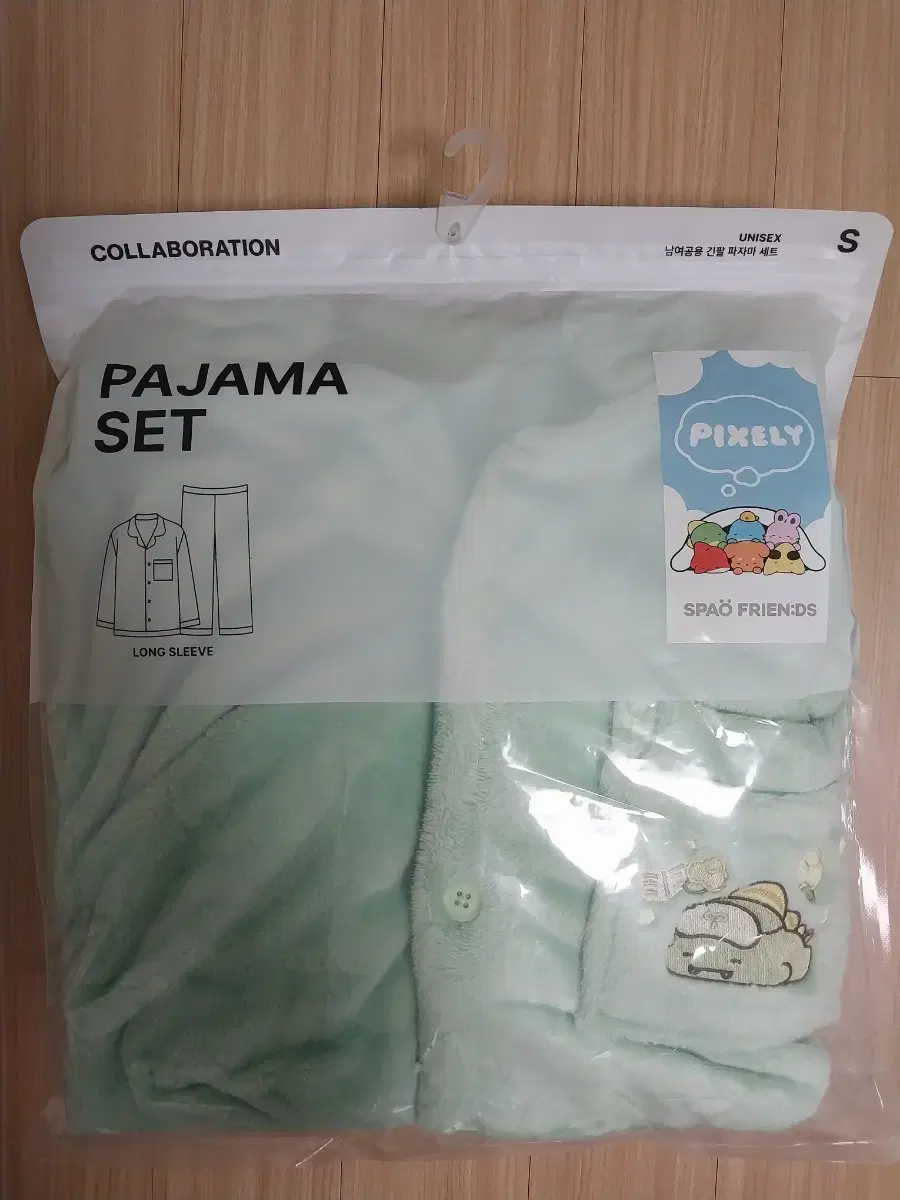 COLLABORATION
UNISEX
남여공용 긴팔 파자마 세트
S
PAJAMA
SET
LONG SLEEVE
PIXELY
SPAÖ FRIEN:DS